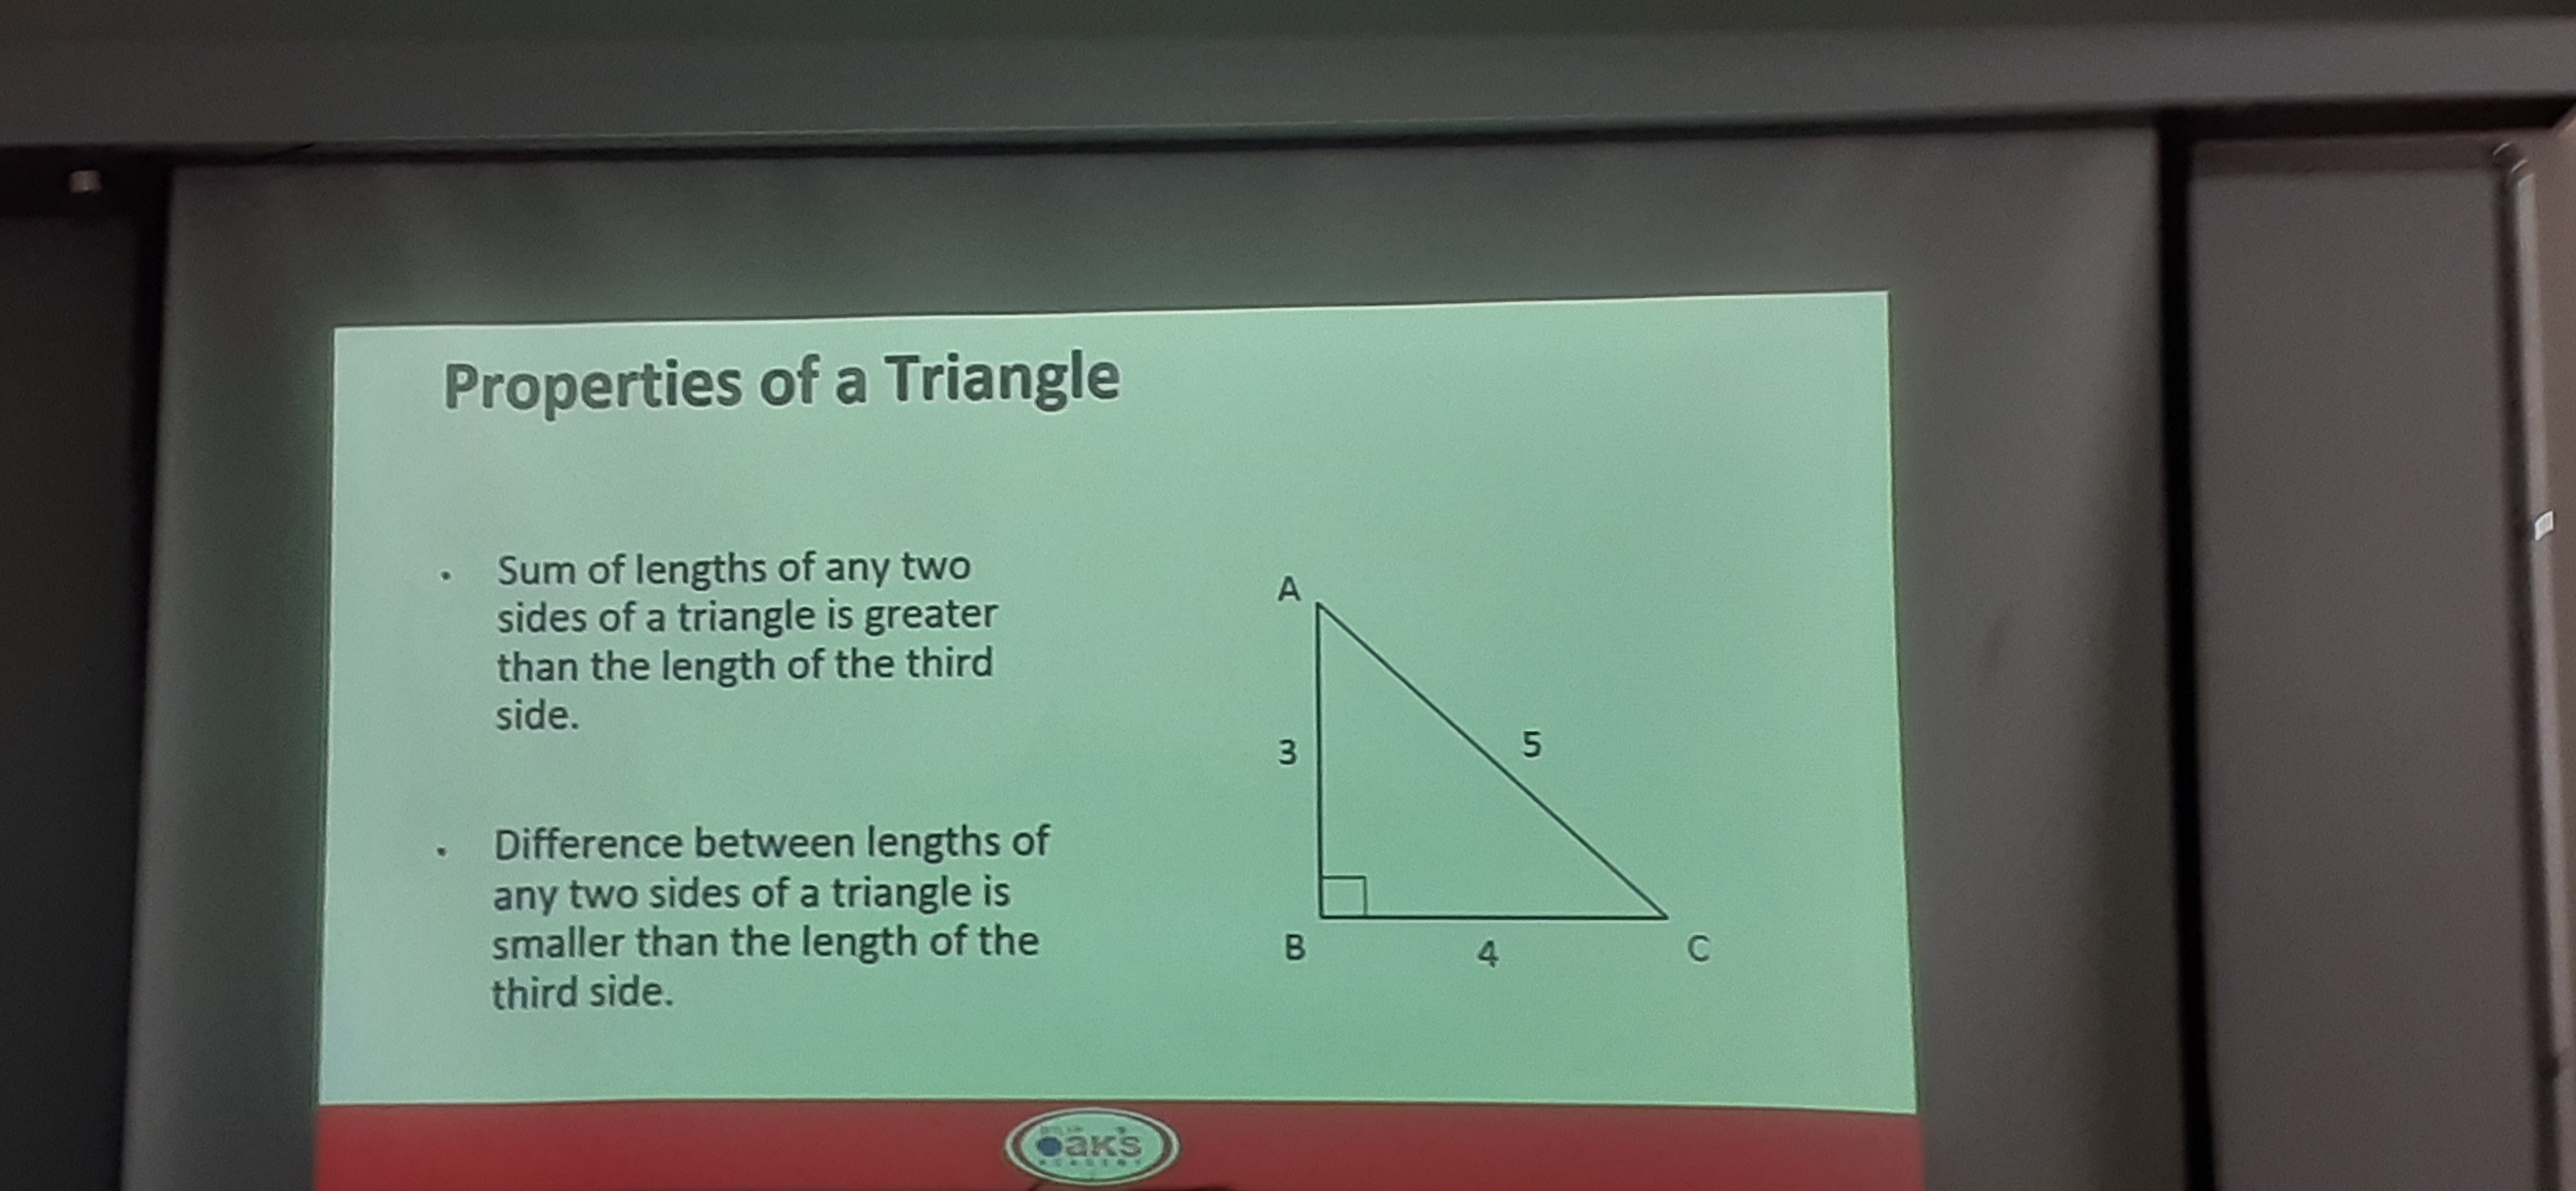 Properties of a Triangle
• Sum of lengths of any two
sides of a triangle is greater
than the length of the third
side.
• Difference between lengths of
any two sides of a triangle is
smaller than the length of the
third side.
A
3
5
B
4
C
oaks